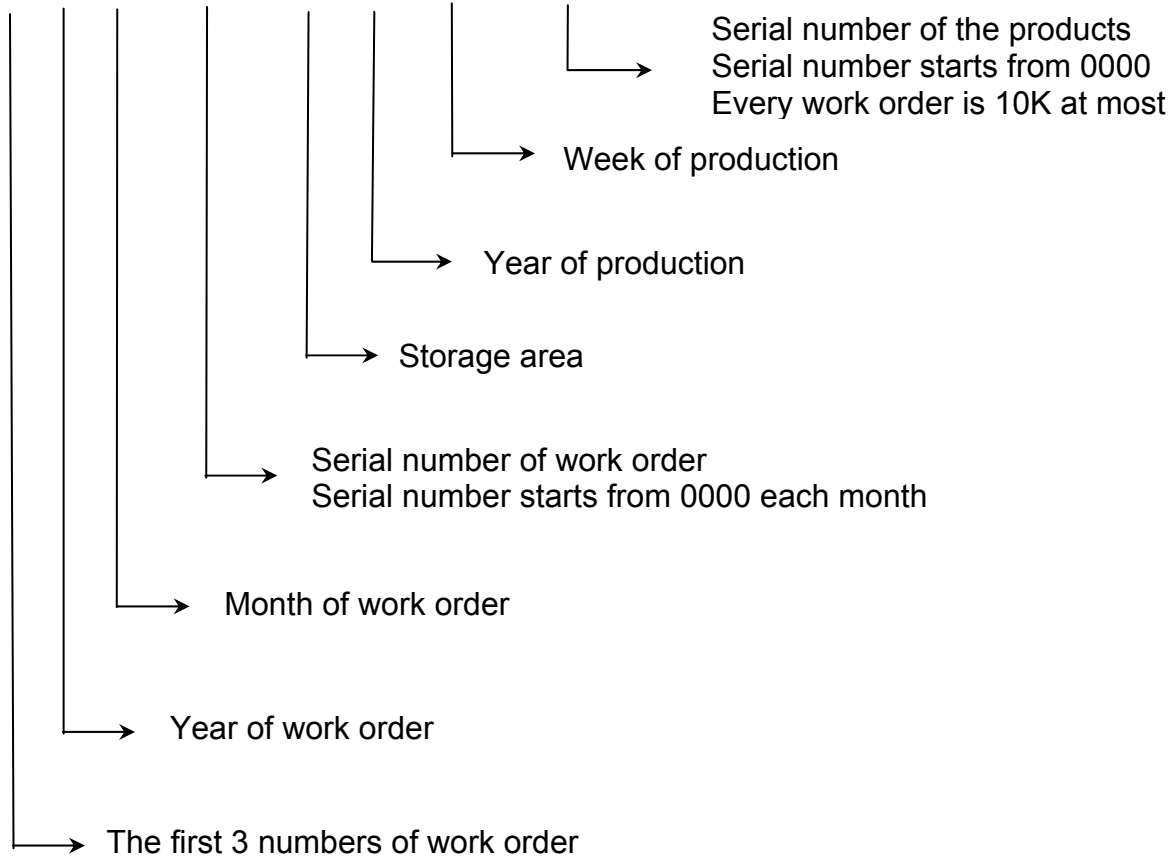 Serial number of the products
Serial number starts from 0000
Every work order is 10K at most
Week of production
Year of production
Storage area
Serial number of work order
Serial number starts from 0000 each month
Month of work order
Year of work order
The first 3 numbers of work order